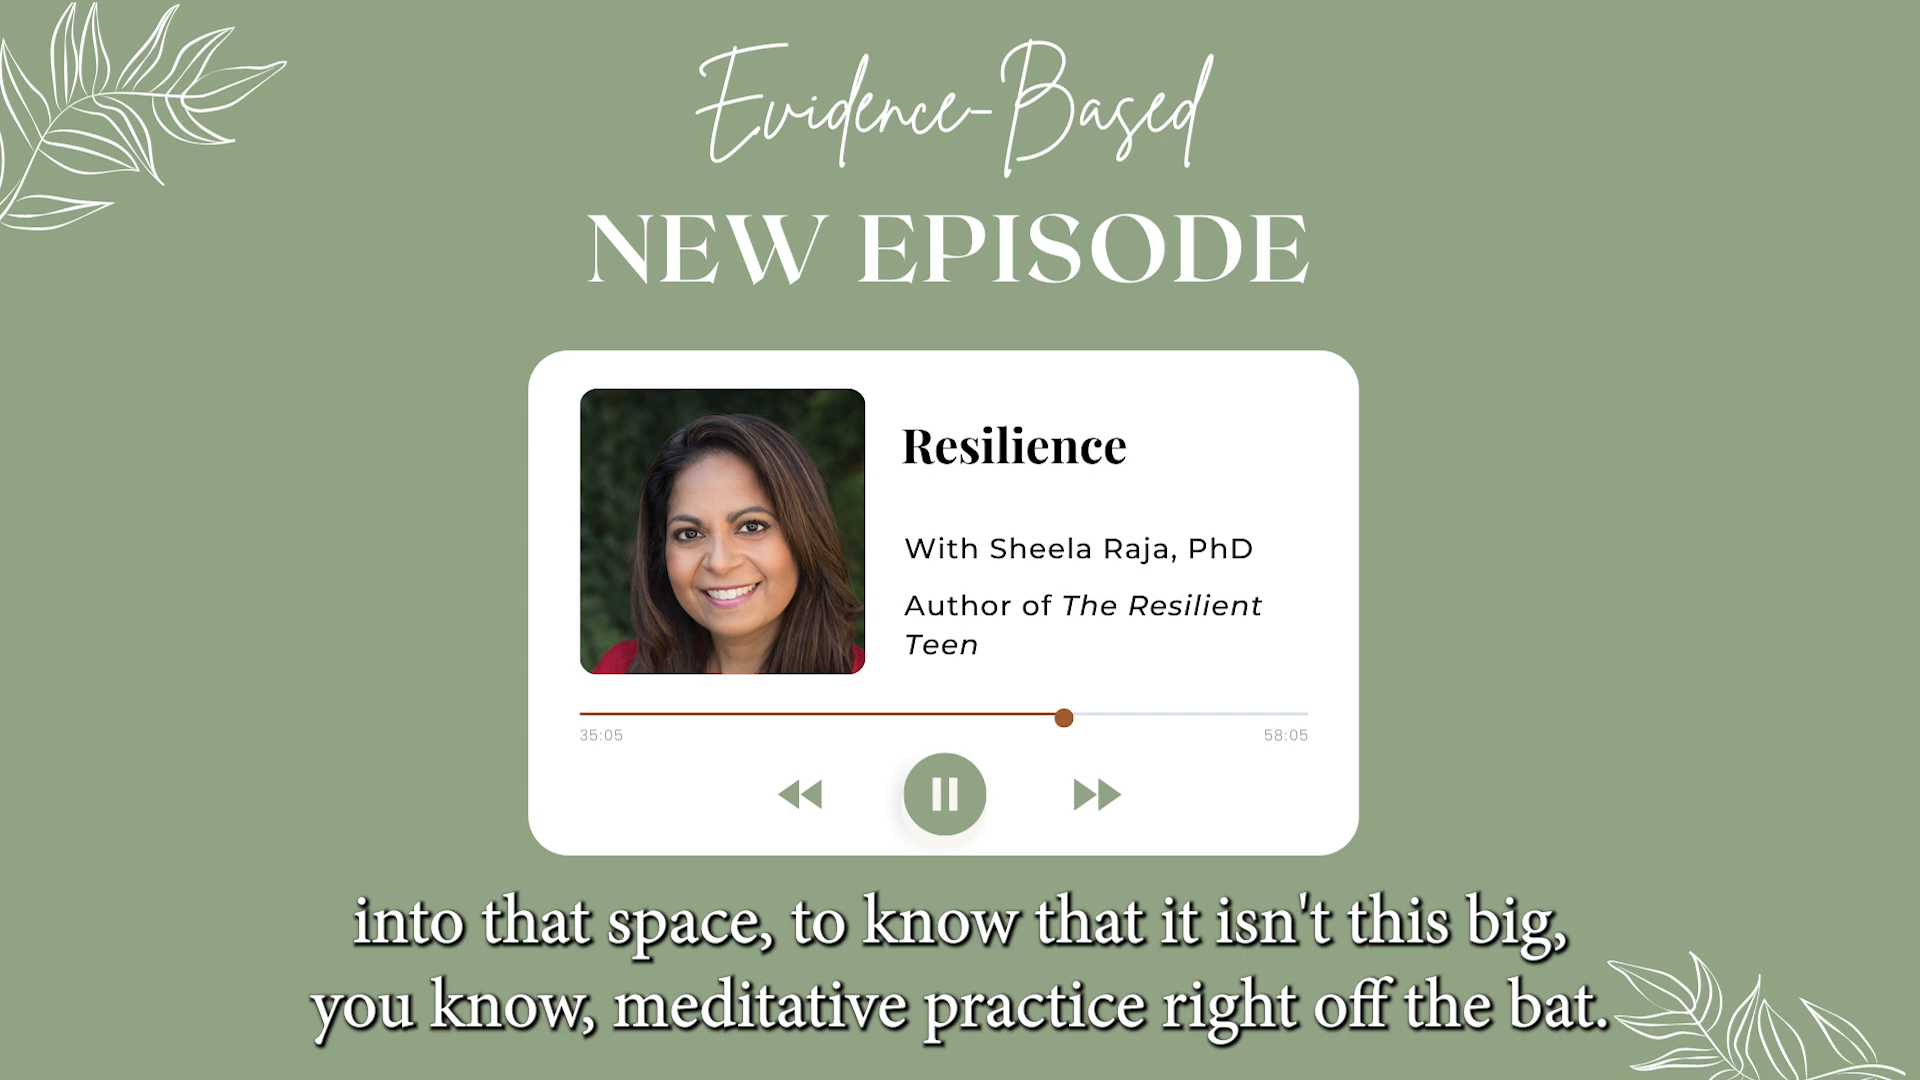 Evidence-Based
NEW EPISODE
Resilience
With Sheela Raja, PhD
Author of The Resilient
Teen
35:05
58:05
into that space, to know that it isn't this big,
you know, meditative practice right off the bat.